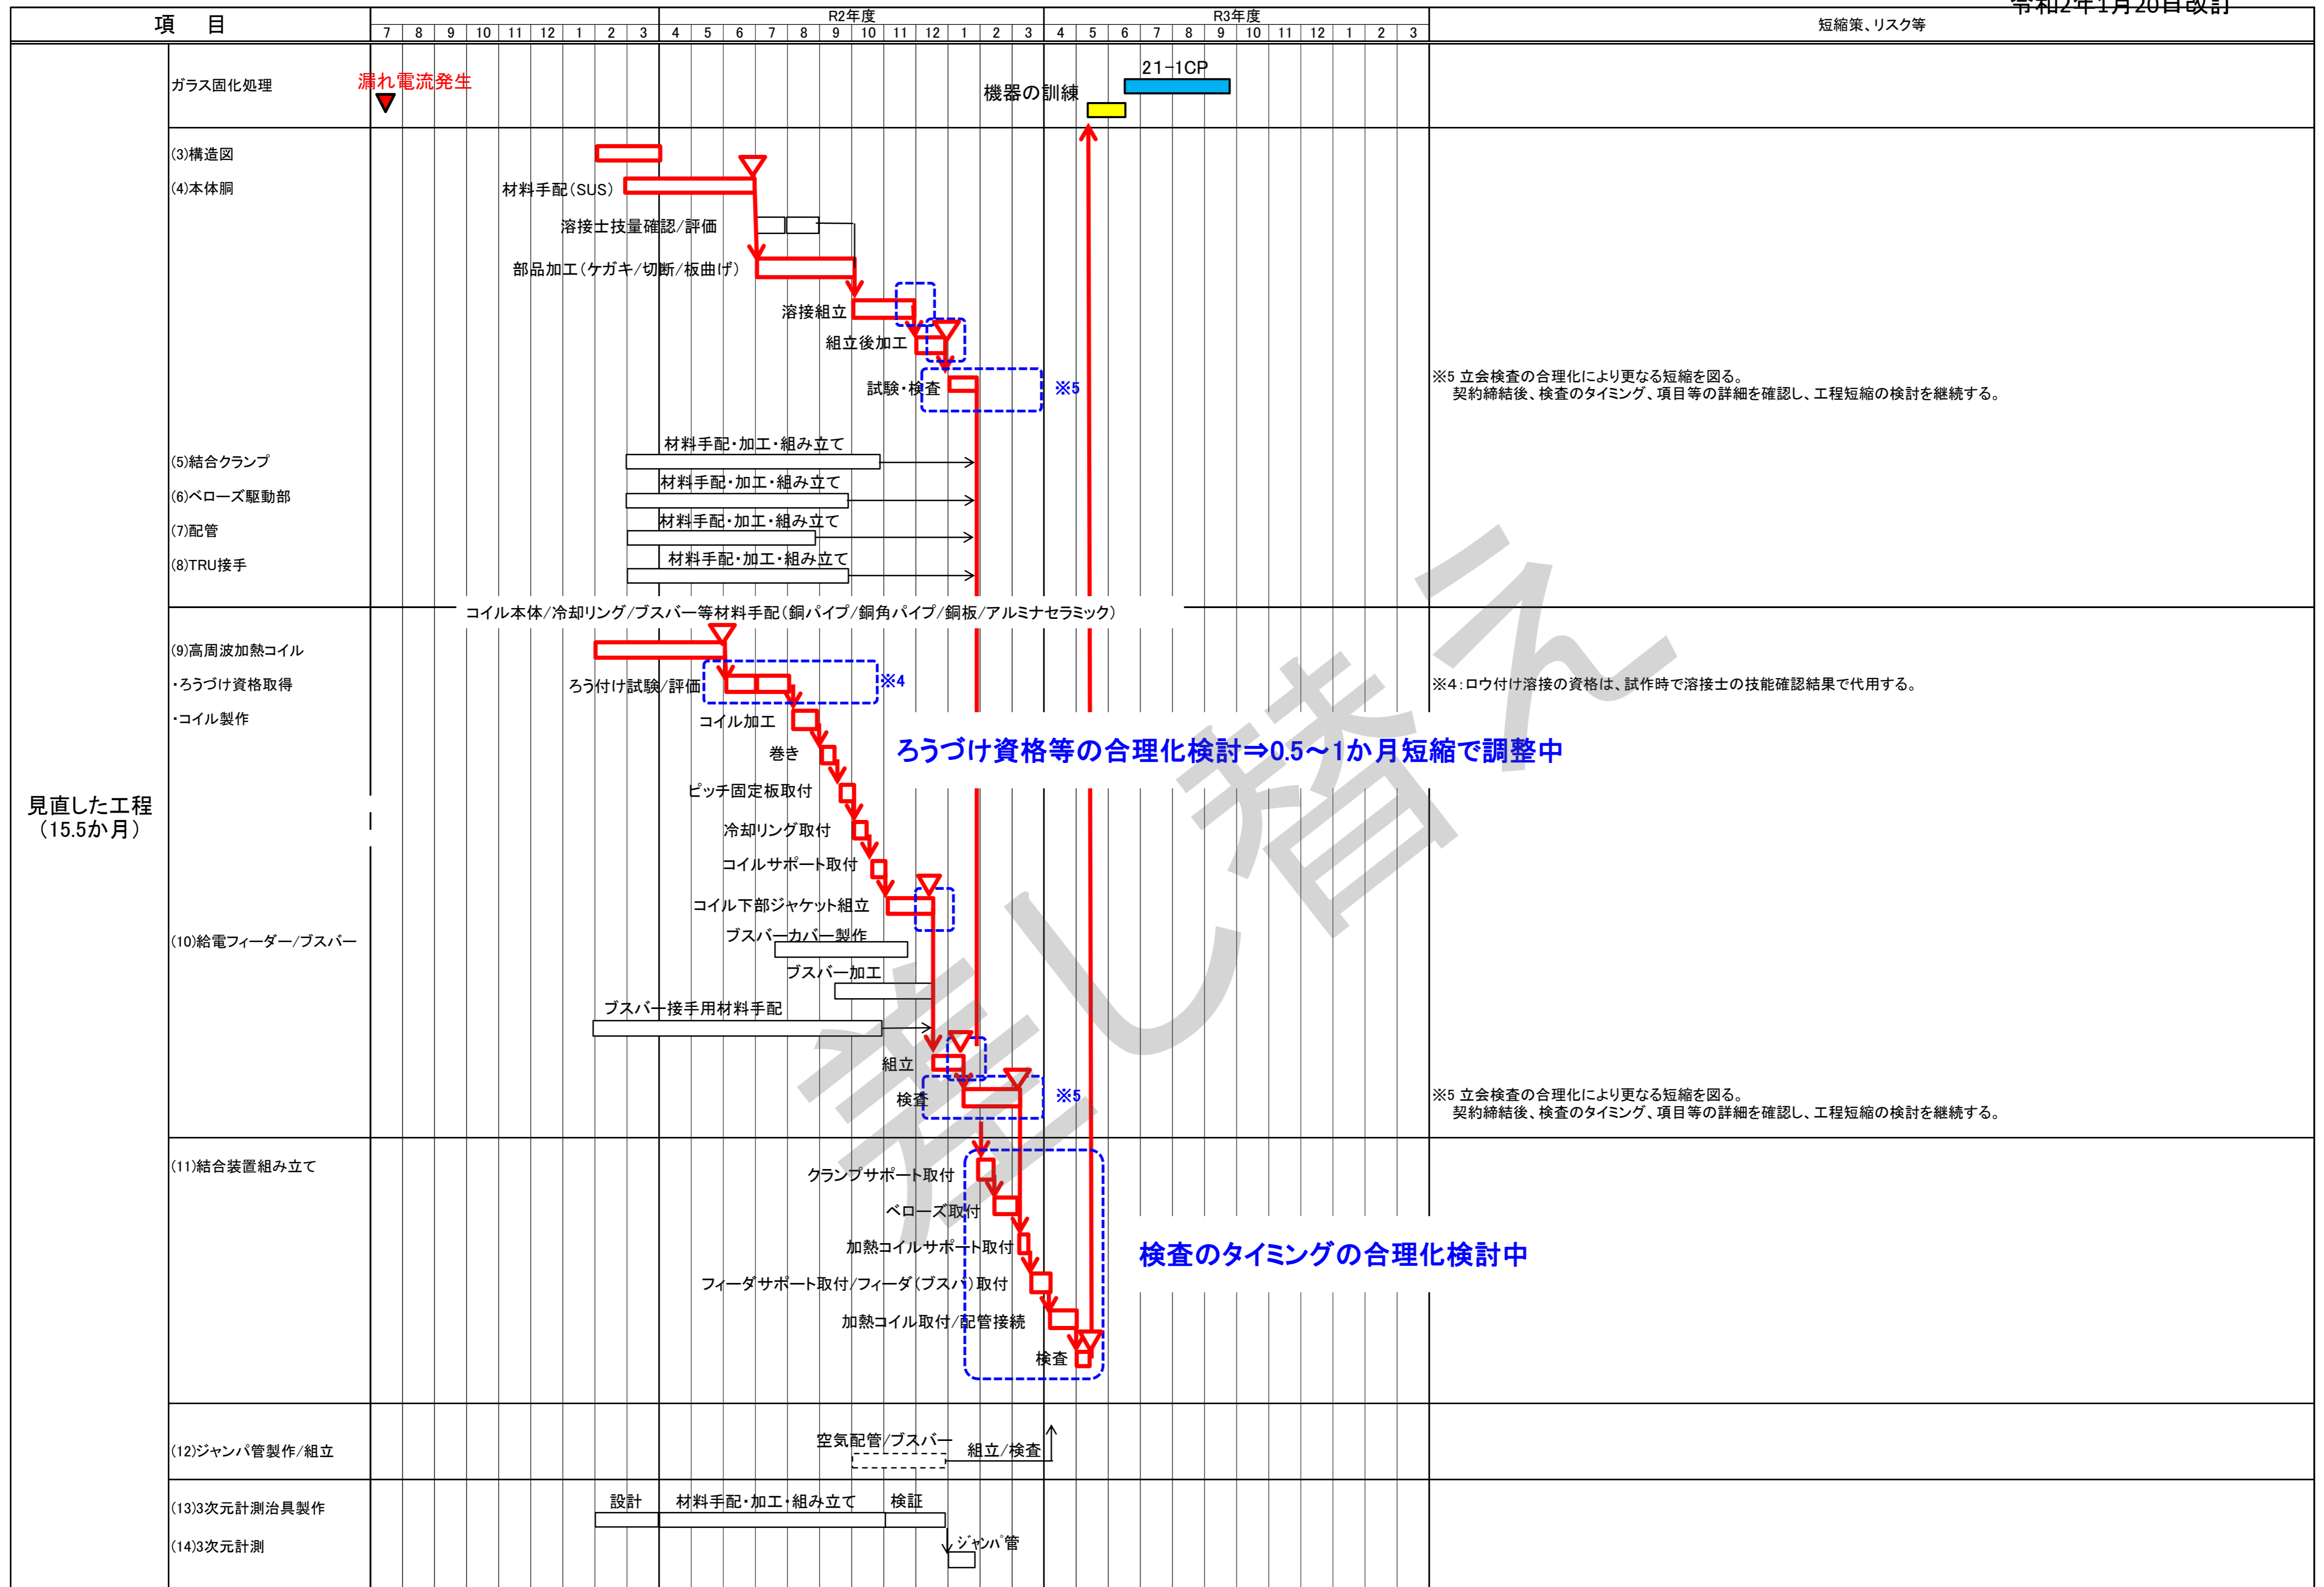 令和2年1月20日改訂
項 目
R2年度
R3年度
短縮策、リスク等
7 8 9 10 11 12 1 2 3 4 5 6 7 8 9 10 11 12 1 2 3 4 5 6 7 8 9 10 11 12 1 2 3
見直した工程
（15.5か月）
ガラス固化処理
漏れ電流発生
21-1CP
機器の訓練
(3)構造図
(4)本体胴
材料手配（SUS）
溶接士技量確認/評価
部品加工（ケガキ/切断/板曲げ）
溶接組立
組立後加工
試験・検査
※5
※5 立会検査の合理化により更なる短縮を図る。
契約締結後、検査のタイミング、項目等の詳細を確認し、工程短縮の検討を継続する。
材料手配・加工・組み立て
(5)結合クランプ
材料手配・加工・組み立て
(6)ベローズ駆動部
材料手配・加工・組み立て
(7)配管
材料手配・加工・組み立て
(8)TRU接手
コイル本体/冷却リング/ブスバー等材料手配（銅パイプ/銅角パイプ/銅板/アルミナセラミック）
(9)高周波加熱コイル
・ろうづけ資格取得
ろう付け試験/評価
※4
※4：ロウ付け溶接の資格は、試作時で溶接士の技能確認結果で代用する。
・コイル製作
コイル加工
巻き
ろうづけ資格等の合理化検討⇒0.5～1か月短縮で調整中
ピッチ固定板取付
冷却リング取付
コイルサポート取付
コイル下部ジャケット組立
(10)給電フィーダー/ブスバー
ブスバーカバー製作
ブスバー加工
ブスバー接手用材料手配
組立
検査
※5
※5 立会検査の合理化により更なる短縮を図る。
契約締結後、検査のタイミング、項目等の詳細を確認し、工程短縮の検討を継続する。
(11)結合装置組み立て
クランプサポート取付
ベローズ取付
加熱コイルサポート取付
検査のタイミングの合理化検討中
フィーダサポート取付/フィーダ（ブスバ）取付
加熱コイル取付/配管接続
検査
(12)ジャンパ管製作/組立
空気配管/ブスバー
組立/検査
(13)3次元計測治具製作
設計
材料手配・加工・組み立て
検証
(14)3次元計測
ｼﾞｬﾝﾊﾟ管
差し替え